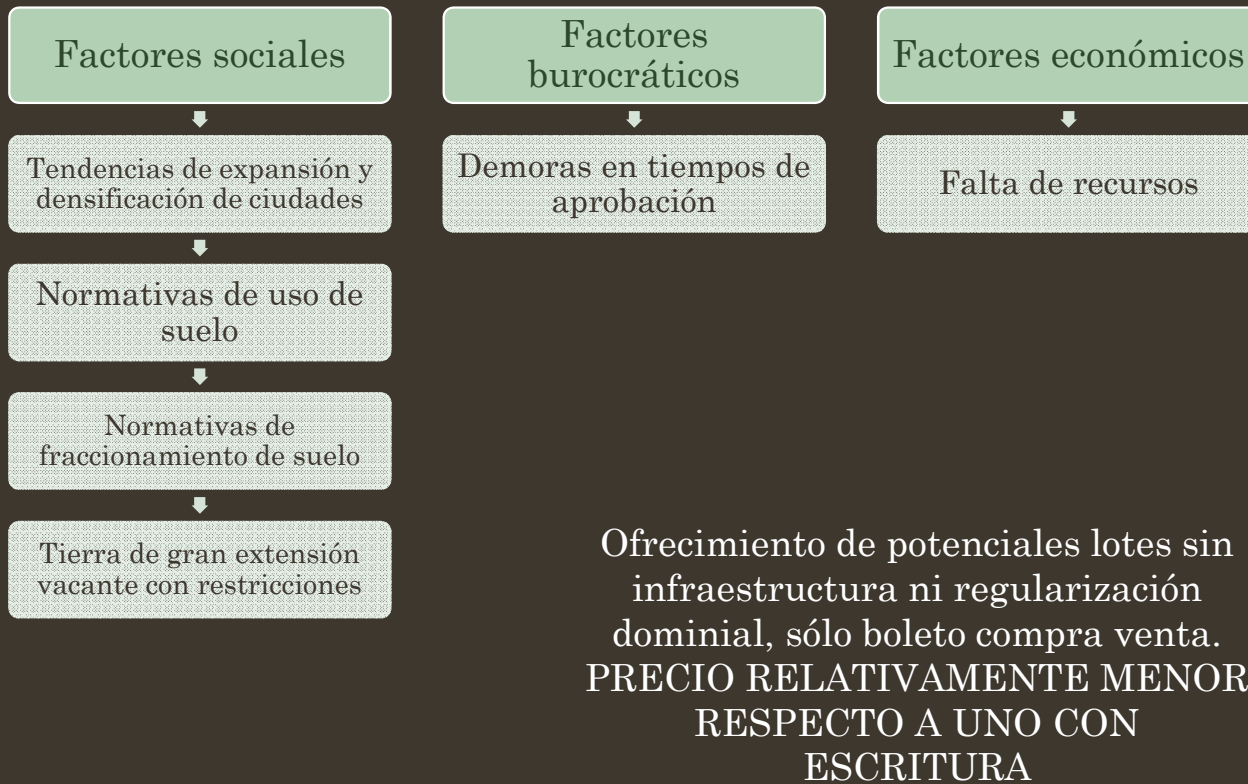 Factores sociales
Tendencias de expansión y
densificación de ciudades
Normativas de uso de
suelo
Normativas de
fraccionamiento de suelo
Tierra de gran extensión
vacante con restricciones
Factores
burocráticos
Demoras en tiempos de
aprobación
Factores económicos
Falta de recursos
Ofrecimiento de potenciales lotes sin
infraestructura ni regularización
dominial, sólo boleto compra venta.
PRECIO RELATIVAMENTE MENOR
RESPECTO A UNO CON
ESCRITURA